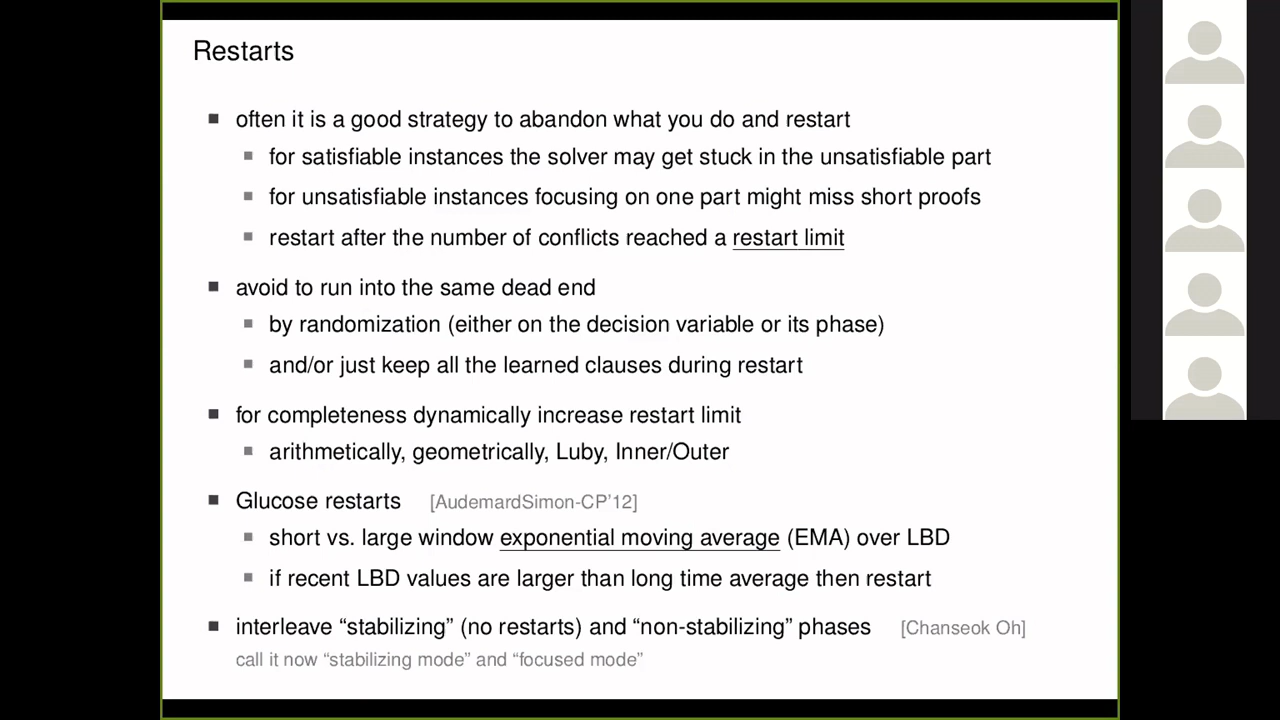 Restarts
often it is a good strategy to abandon what you do and restart
for satisfiable instances the solver may get stuck in the unsatisfiable part
for unsatisfiable instances focusing on one part might miss short proofs
restart after the number of conflicts reached a restart limit
avoid to run into the same dead end
by randomization (either on the decision variable or its phase)
and/or just keep all the learned clauses during restart
for completeness dynamically increase restart limit
arithmetically, geometrically, Luby, Inner/Outer
Glucose restarts [AudemardSimon-CP’12]
short vs. large window exponential moving average (EMA) over LBD
if recent LBD values are larger than long time average then restart
interleave “stabilizing” (no restarts) and “non-stabilizing” phases [Chanseok Oh]
call it now “stabilizing mode” and “focused mode”